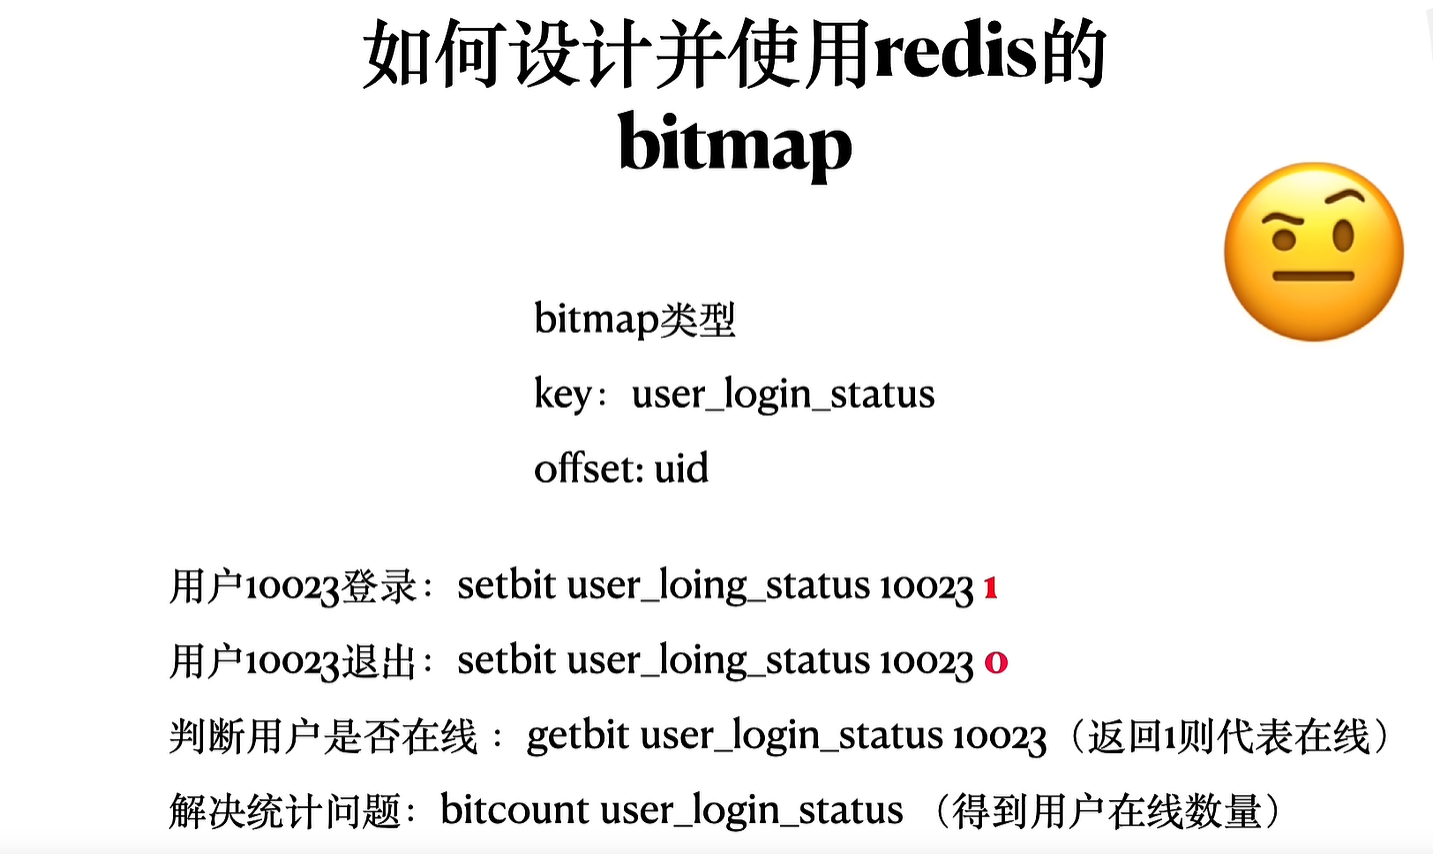 如何设计并使用redis的
bitmap
bitmap类型
key：user_login_status
offset: uid
用户10023登录：setbit user_loing_status 10023 1
用户10023退出：setbit user_loing_status 10023 0
判断用户是否在线 ：getbit user_login_status 10023（返回1则代表在线）
解决统计问题：bitcount user_login_status （得到用户在线数量）